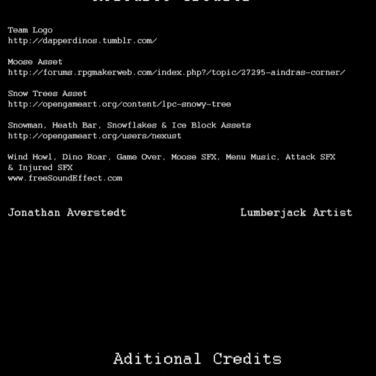 Team Logo
http://dapperdinos.tumblr.com/
Moose Asset
http://forums.rpgmakerweb.com/index.php?/topic/27295-aindras-corner/
Snow Trees Asset
http://opengameart.org/content/lpc-snowy-tree
Snowman, Heath Bar, Snowflakes & Ice Block Assets
http://opengameart.org/users/nexust
Wind Howl, Dino Roar, Game Over, Moose SFX, Menu Music, Attack SFX
& Injured SFX
www.freeSoundEffect.com
Jonathan Averstedt Lumberjack Artist
Aditional Credits